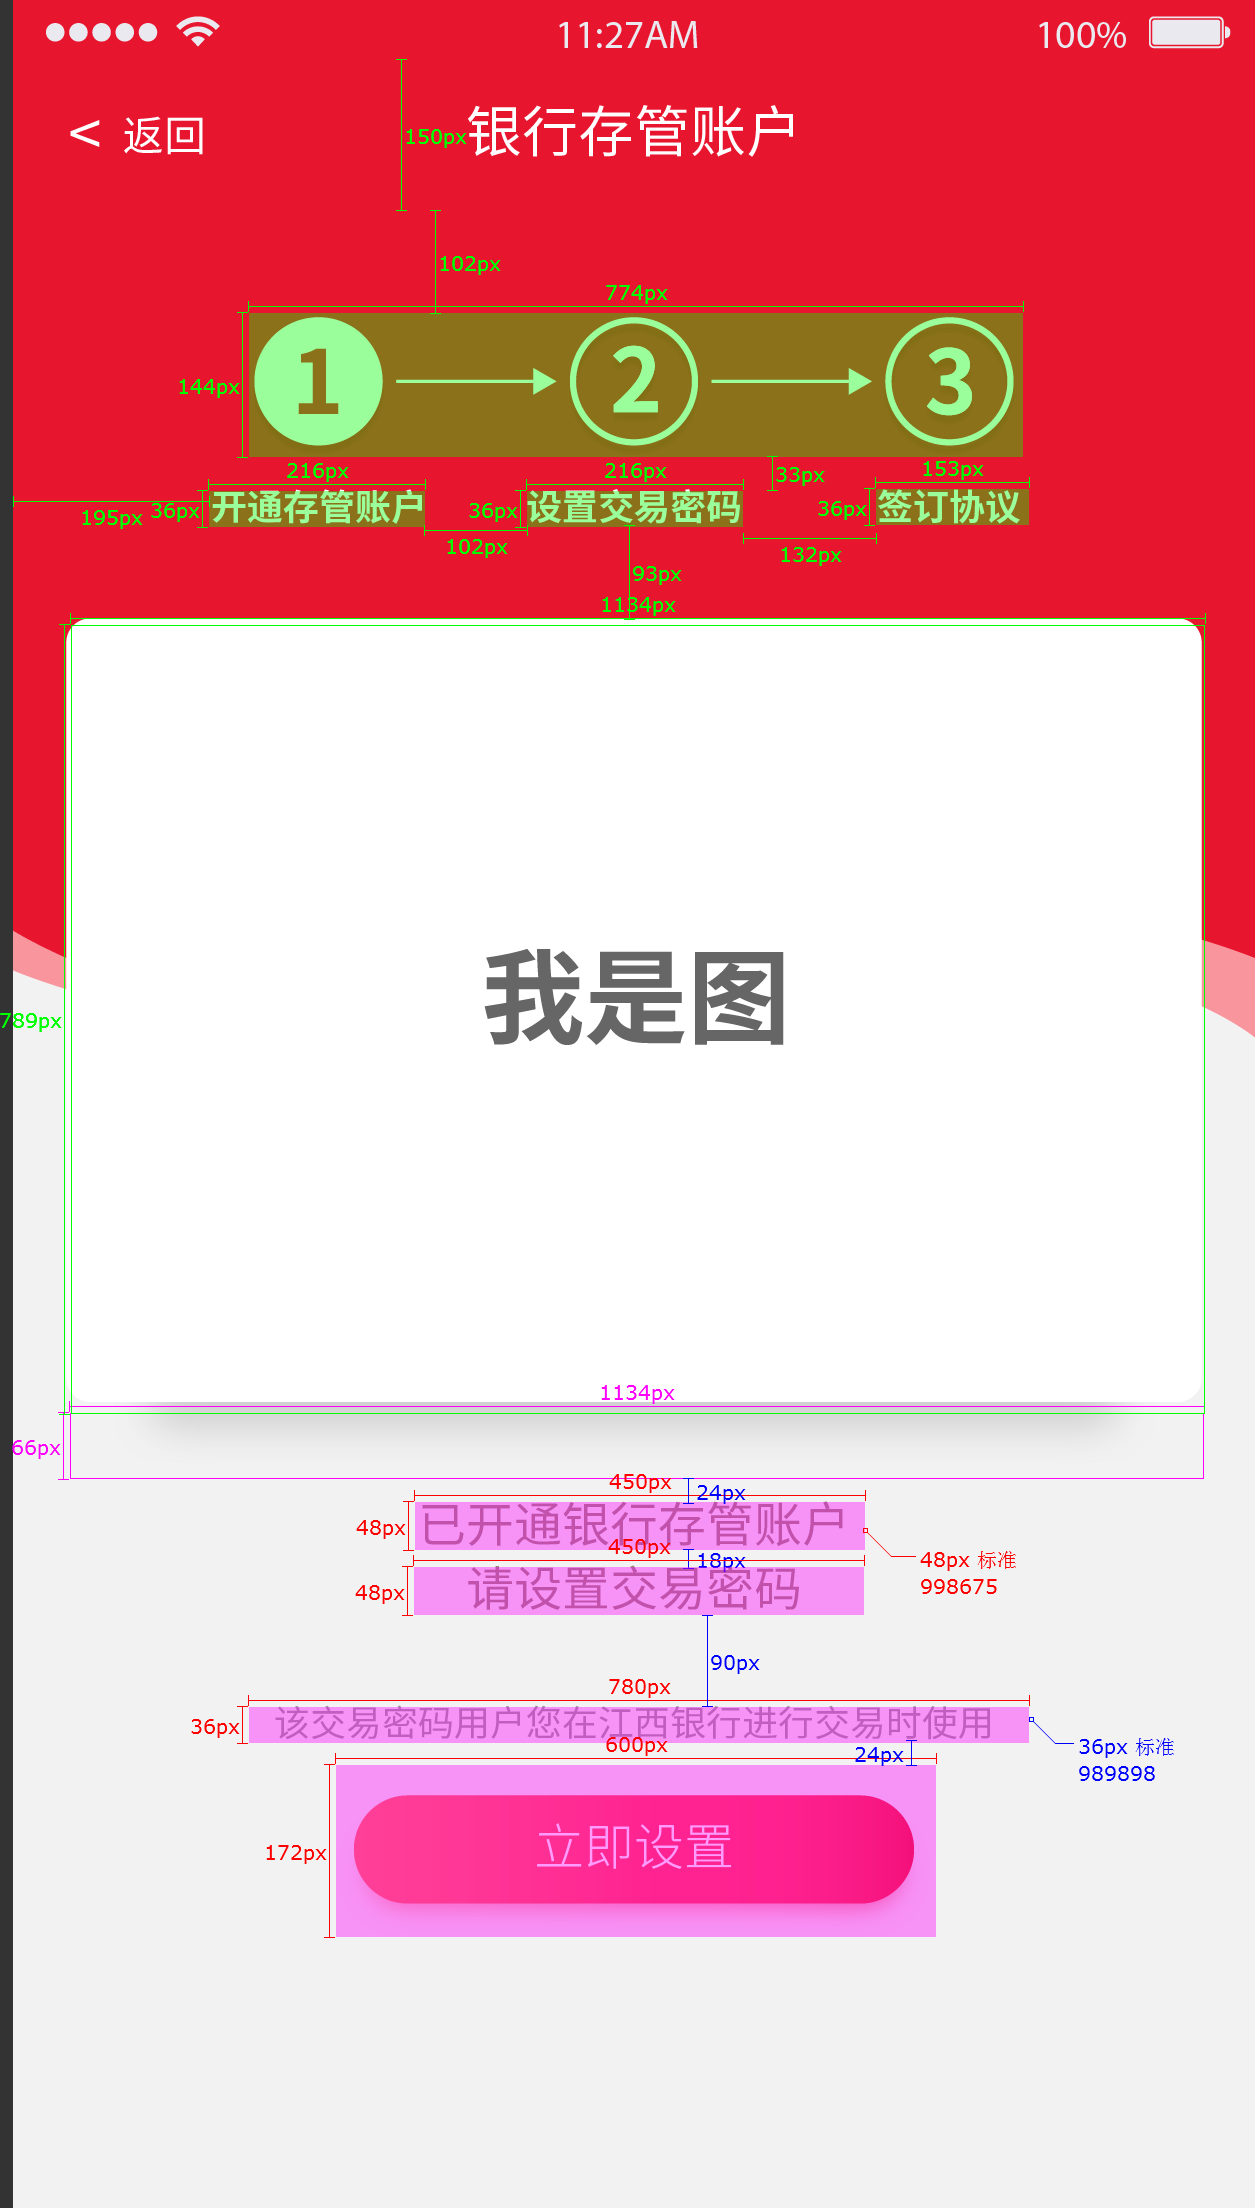 11:27AM 100%
< 返回
150px
银行存管账户
102px
774px
144px
1
2
3
33px
216px
216px
153px
195px
36px
开通存管账户
36px
设置交易密码
36px
签订协议
102px
132px
93px
1134px
789px
我是图
1134px
66px
450px
24px
48px
已开通银行存管账户
450px
18px
48px 标准
998675
48px
请设置交易密码
90px
780px
36px
该交易密码用户您在江西银行进行交易时使用
600px
24px
36px 标准
989898
172px
立即设置